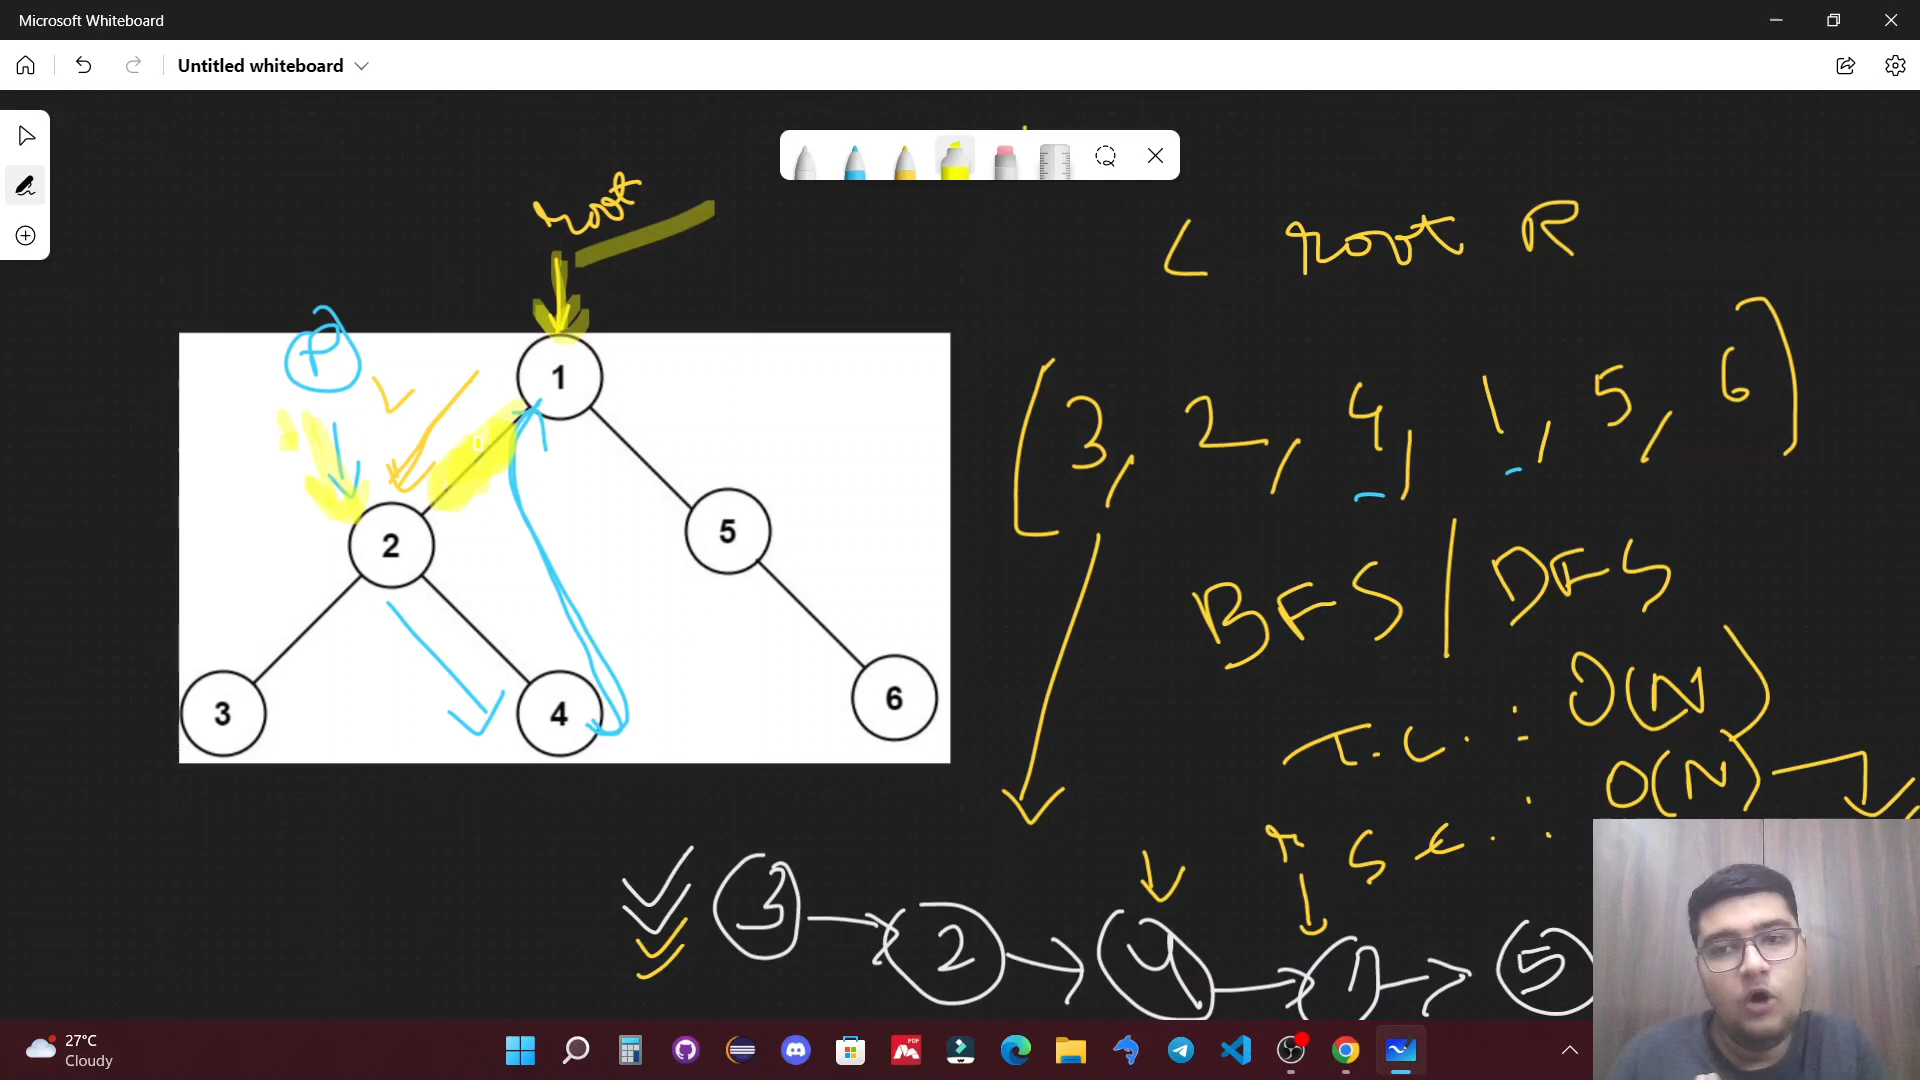 Microsoft Whiteboard
Untitled whiteboard
root
L root R
P
[3, 2, 4, 1, 5, 6]
1
2
5
3
4
6
BFS | DFS
T.C. : O(N)
S.C. : O(N)
3 → 2 → 4 → 1 → 5
27°C
Cloudy
PDF